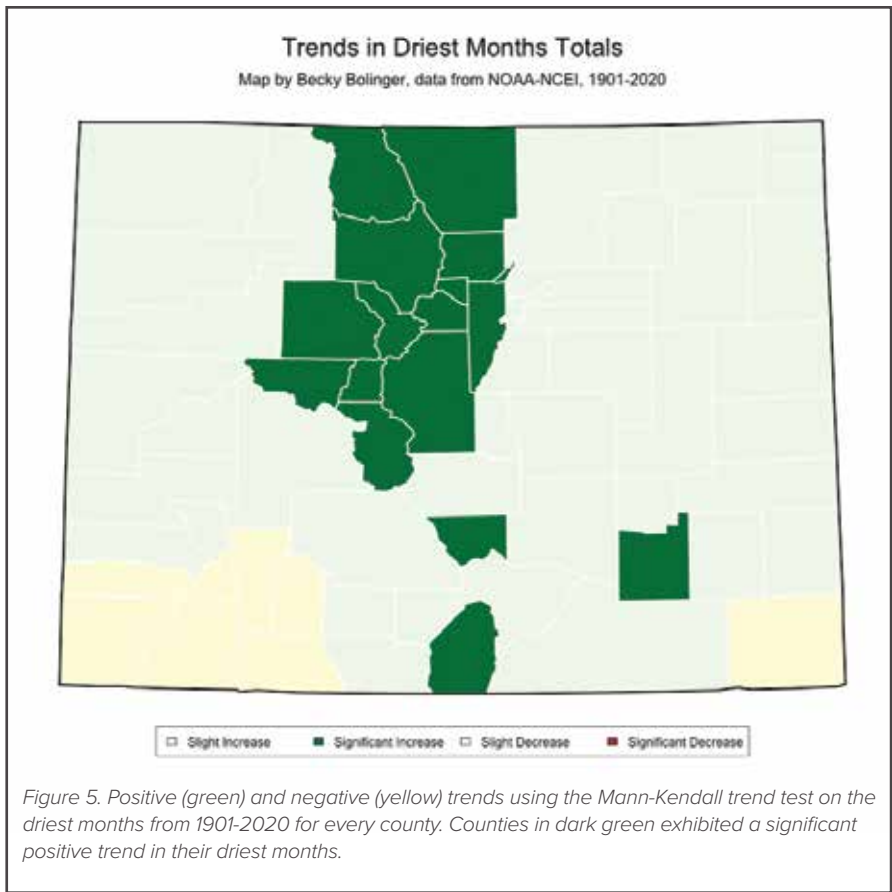 Trends in Driest Months Totals
Map by Becky Bolinger, data from NOAA-NCEI, 1901-2020
Slight Increase Significant Increase Slight Decrease Significant Decrease
Figure 5. Positive (green) and negative (yellow) trends using the Mann-Kendall trend test on the
driest months from 1901-2020 for every county. Counties in dark green exhibited a significant
positive trend in their driest months.